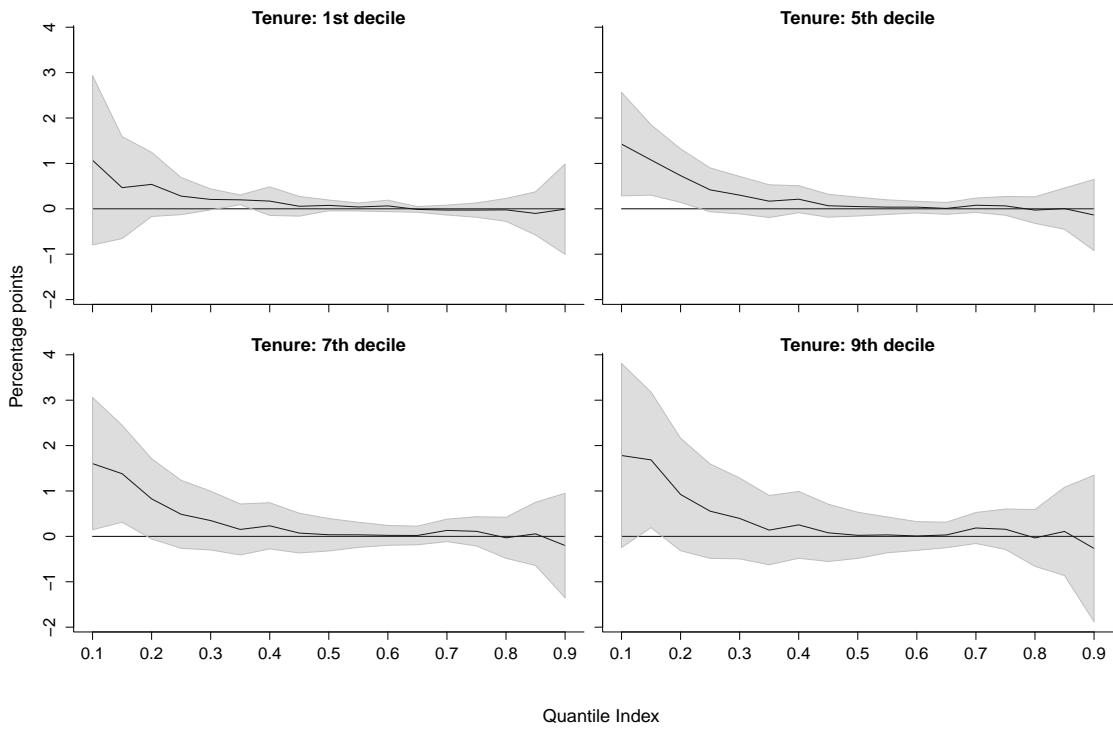 Tenure: 1st decile
Tenure: 5th decile
4
3
2
1
0
−1
−2
Tenure: 7th decile
Tenure: 9th decile
4
3
2
1
0
−1
−2
Percentage points
0.1 0.2 0.3 0.4 0.5 0.6 0.7 0.8 0.9
0.1 0.2 0.3 0.4 0.5 0.6 0.7 0.8 0.9
Quantile Index